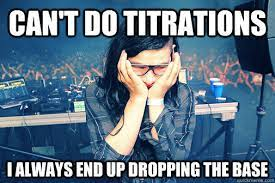 CAN'T DO TITRATIONS
I ALWAYS END UP DROPPING THE BASE